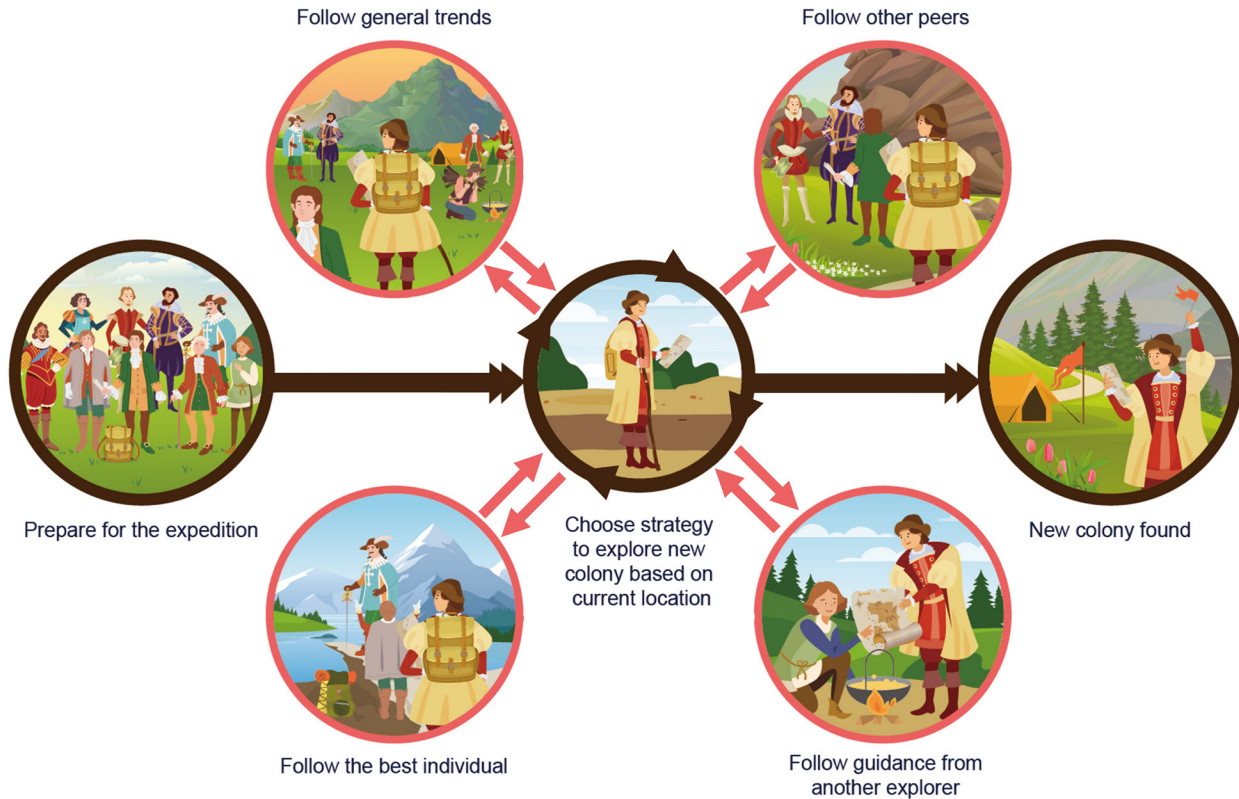 Follow general trends
Follow other peers
Prepare for the expedition
Choose strategy
to explore new
colony based on
current location
New colony found
Follow the best individual
Follow guidance from
another explorer